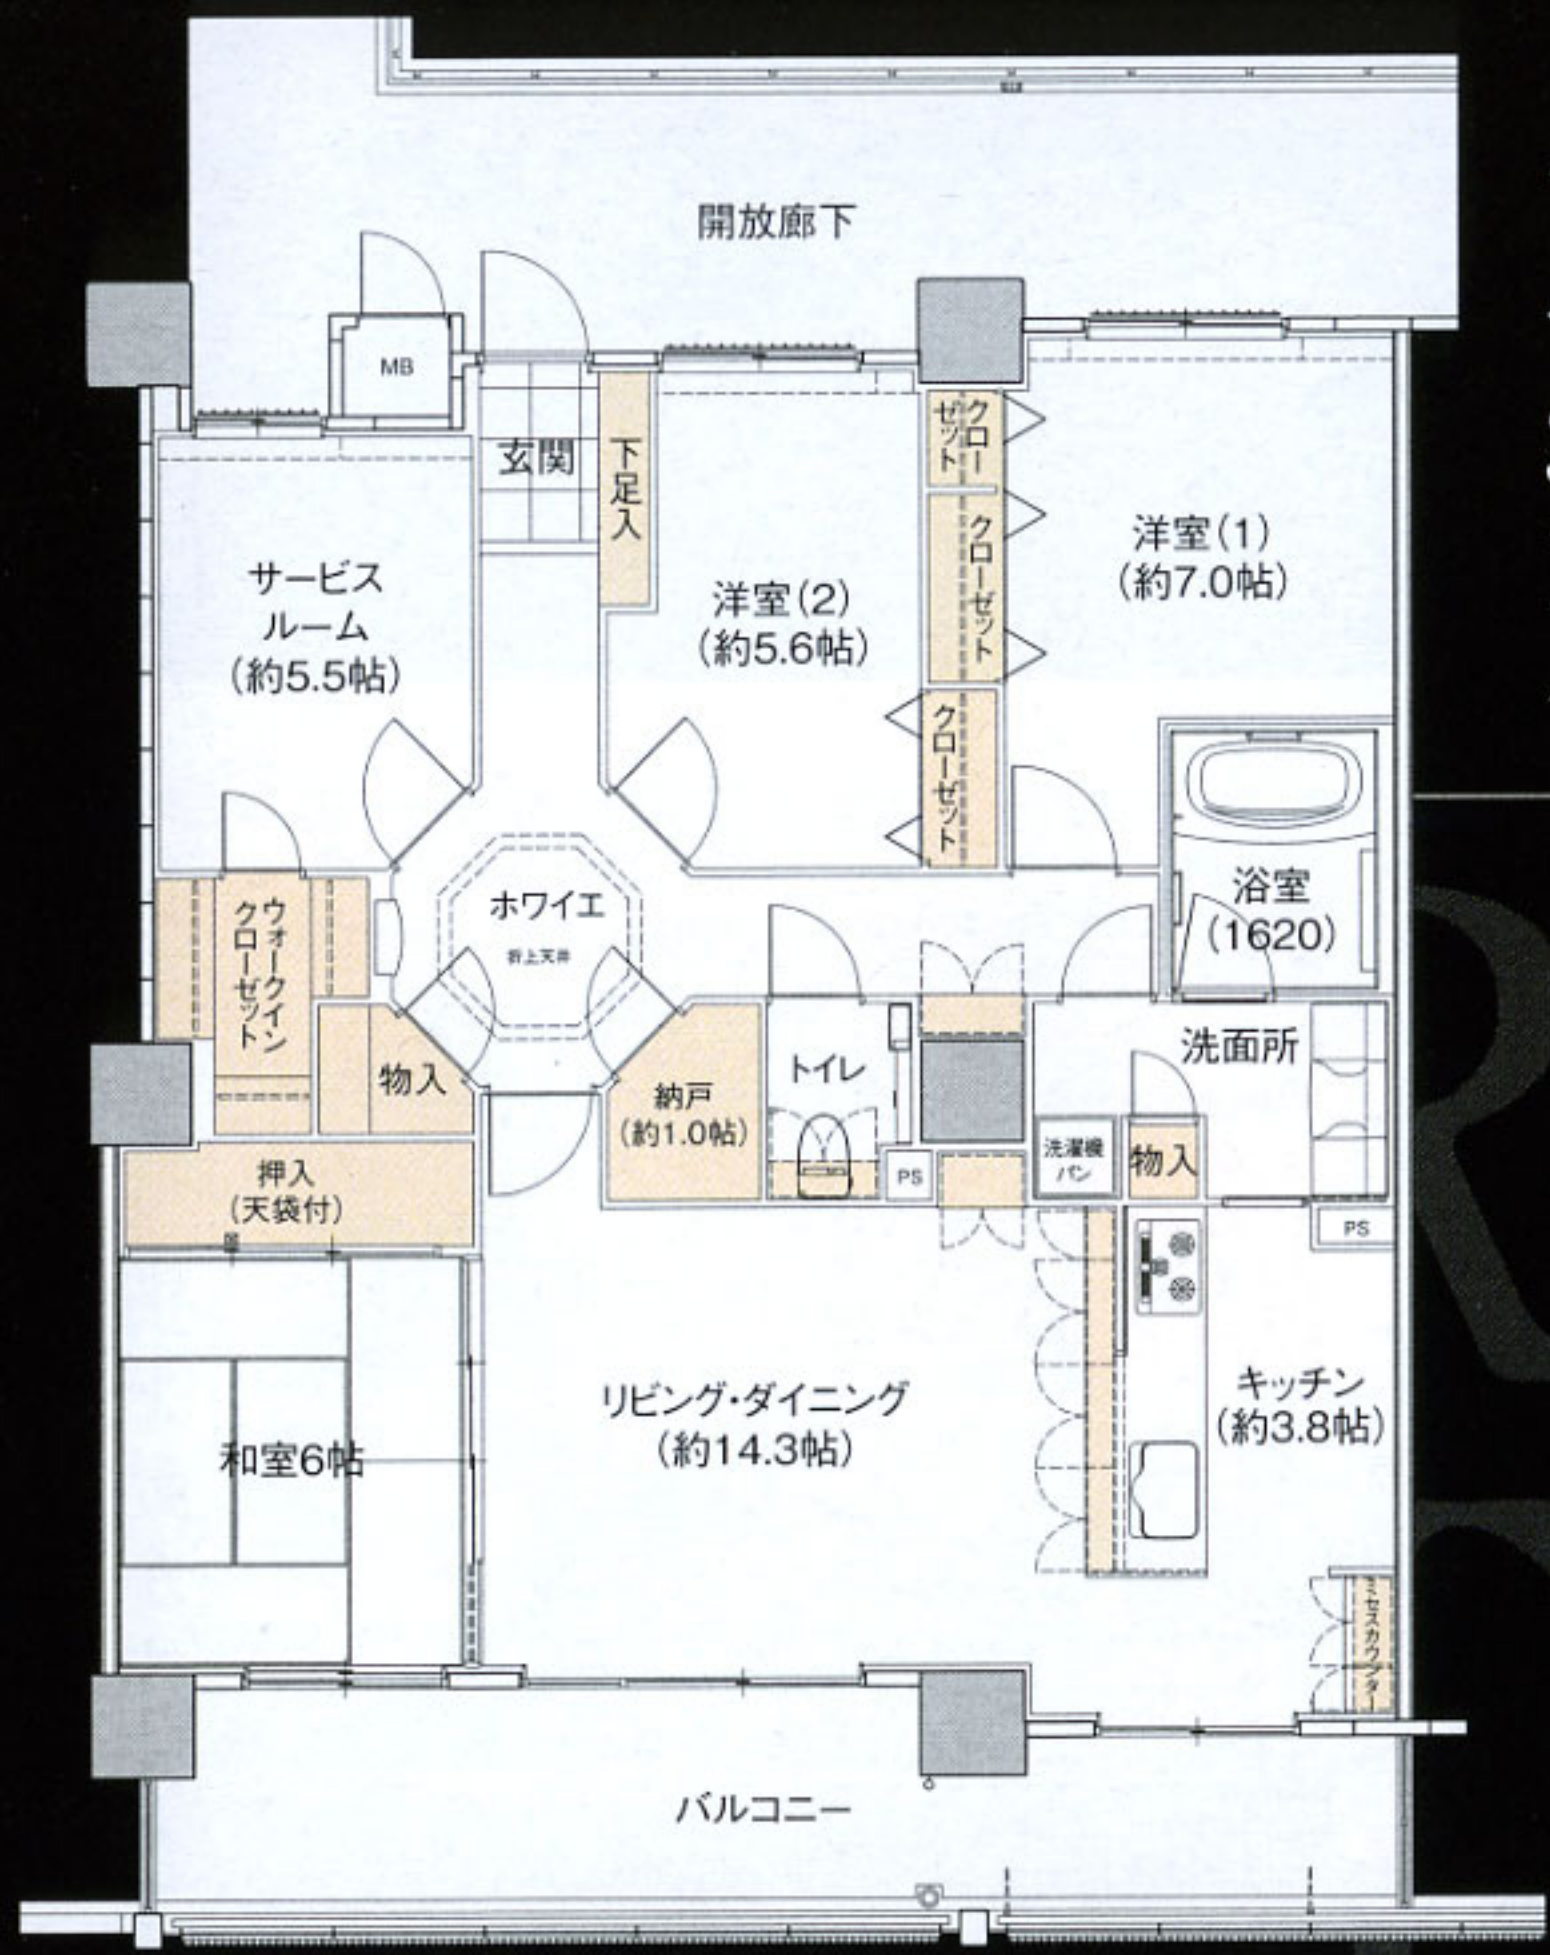 開放廊下
MB
玄関
下足入
クロー
ゼット
クローゼット
洋室(1)
(約7.0帖)
サービス
ルーム
(約5.5帖)
洋室(2)
(約5.6帖)
クローゼット
ホワイエ
折上天井
浴室
(1620)
ウォークイン
クローゼット
物入
納戸
(約1.0帖)
トイレ
洗面所
洗濯機
パン
物入
PS
押入
(天袋付)
PS
リビング・ダイニング
(約14.3帖)
キッチン
(約3.8帖)
和室6帖
ミセスカウンター
バルコニー